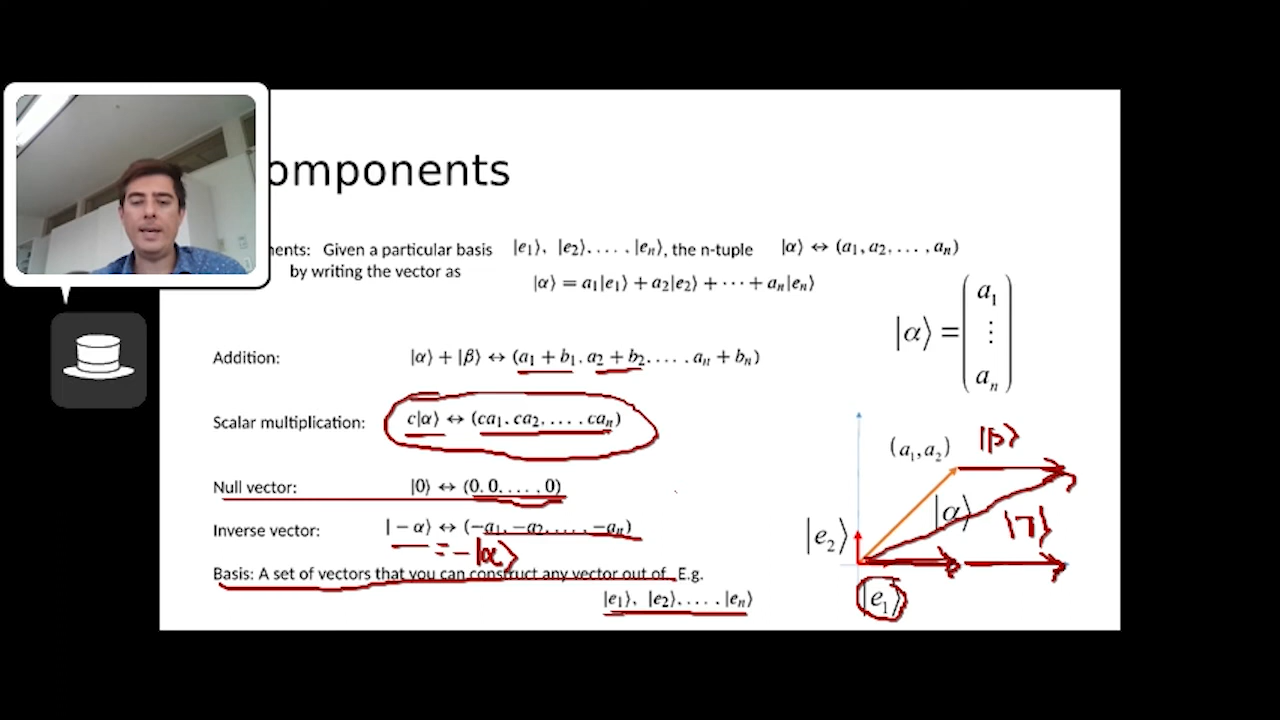 omponents
ents: Given a particular basis |e₁⟩, |e₂⟩, . . . , |eₙ⟩, the n-tuple |α⟩ ↔ (a₁, a₂, . . . , aₙ)
by writing the vector as
|α⟩ = a₁|e₁⟩ + a₂|e₂⟩ + ··· + aₙ|eₙ⟩
|α⟩ = (a₁ ⋮ aₙ)
Addition: |α⟩ + |β⟩ ↔ (a₁ + b₁, a₂ + b₂, . . . , aₙ + bₙ)
Scalar multiplication: c|α⟩ ↔ (ca₁, ca₂, . . . , caₙ)
(a₁, a₂) |β⟩
Null vector: |0⟩ ↔ (0, 0, . . . , 0)
|α⟩
Inverse vector: |−α⟩ ↔ (−a₁, −a₂, . . . , −aₙ)
|e₂⟩ |γ⟩
= −|α⟩
Basis: A set of vectors that you can construct any vector out of. E.g.
|e₁⟩, |e₂⟩, . . . , |eₙ⟩
|e₁⟩